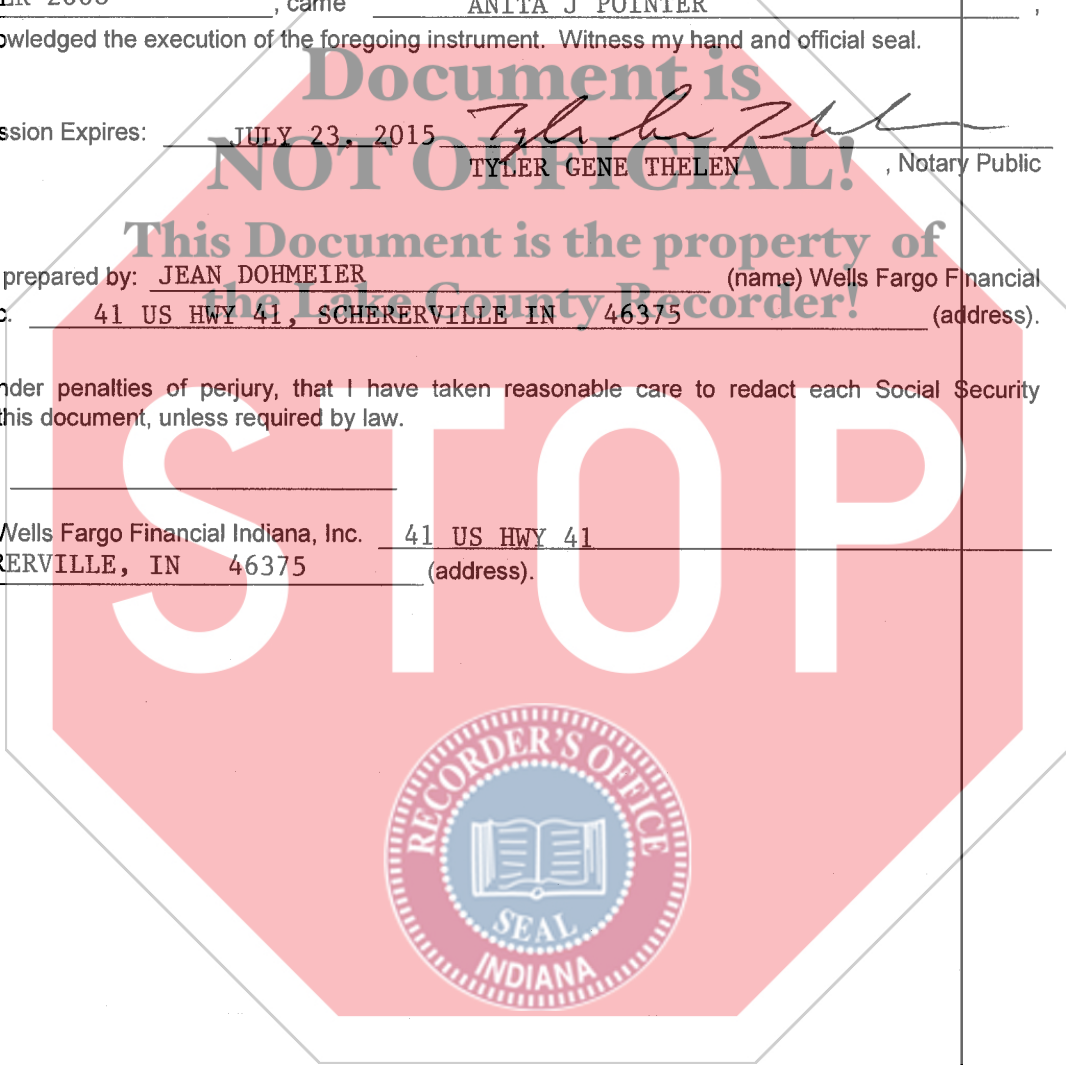 , came ANITA J POINTER ,
owledged the execution of the foregoing instrument. Witness my hand and official seal.
Document is
ssion Expires: JULY 23, 2015
NOT OFFICIAL!
TYLER GENE THELEN , Notary Public
This Document is the property of
prepared by: JEAN DOHMEIER (name) Wells Fargo Financial
the Lake County Recorder!
c. 41 US HWY 41, SCHERERVILLE IN 46375 (address).
nder penalties of perjury, that I have taken reasonable care to redact each Social Security
this document, unless required by law.
STOP
Wells Fargo Financial Indiana, Inc. 41 US HWY 41
RERVILLE, IN 46375 (address).
RECORDER'S OFFICE
SEAL
INDIANA